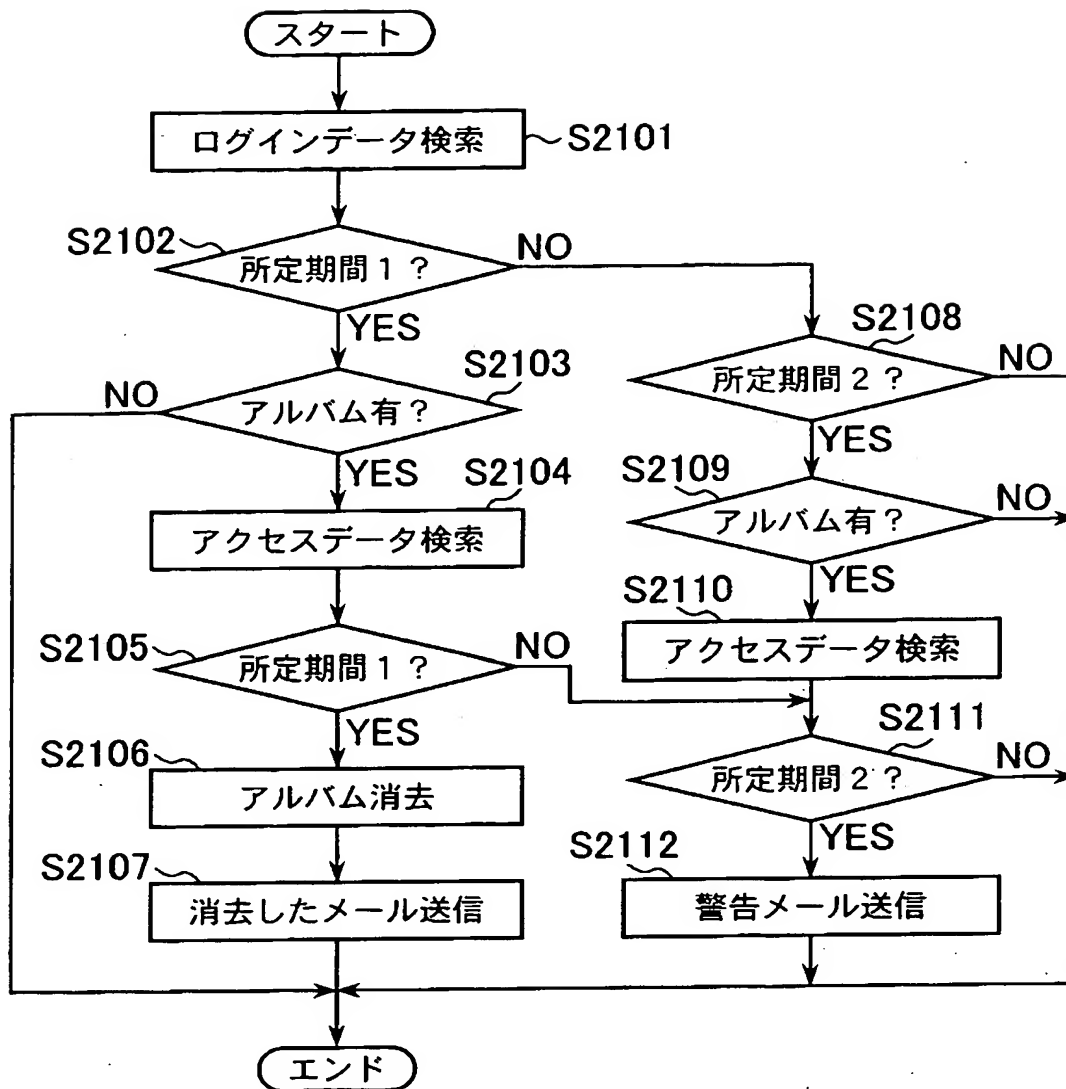 スタート
ログインデータ検索
S2101
S2102
所定期間1?
NO
YES
S2103
アルバム有?
NO
YES
S2104
アクセスデータ検索
S2105
所定期間1?
NO
YES
S2106
アルバム消去
S2107
消去したメール送信
S2108
所定期間2?
NO
YES
S2109
アルバム有?
NO
YES
S2110
アクセスデータ検索
S2111
所定期間2?
NO
YES
S2112
警告メール送信
エンド